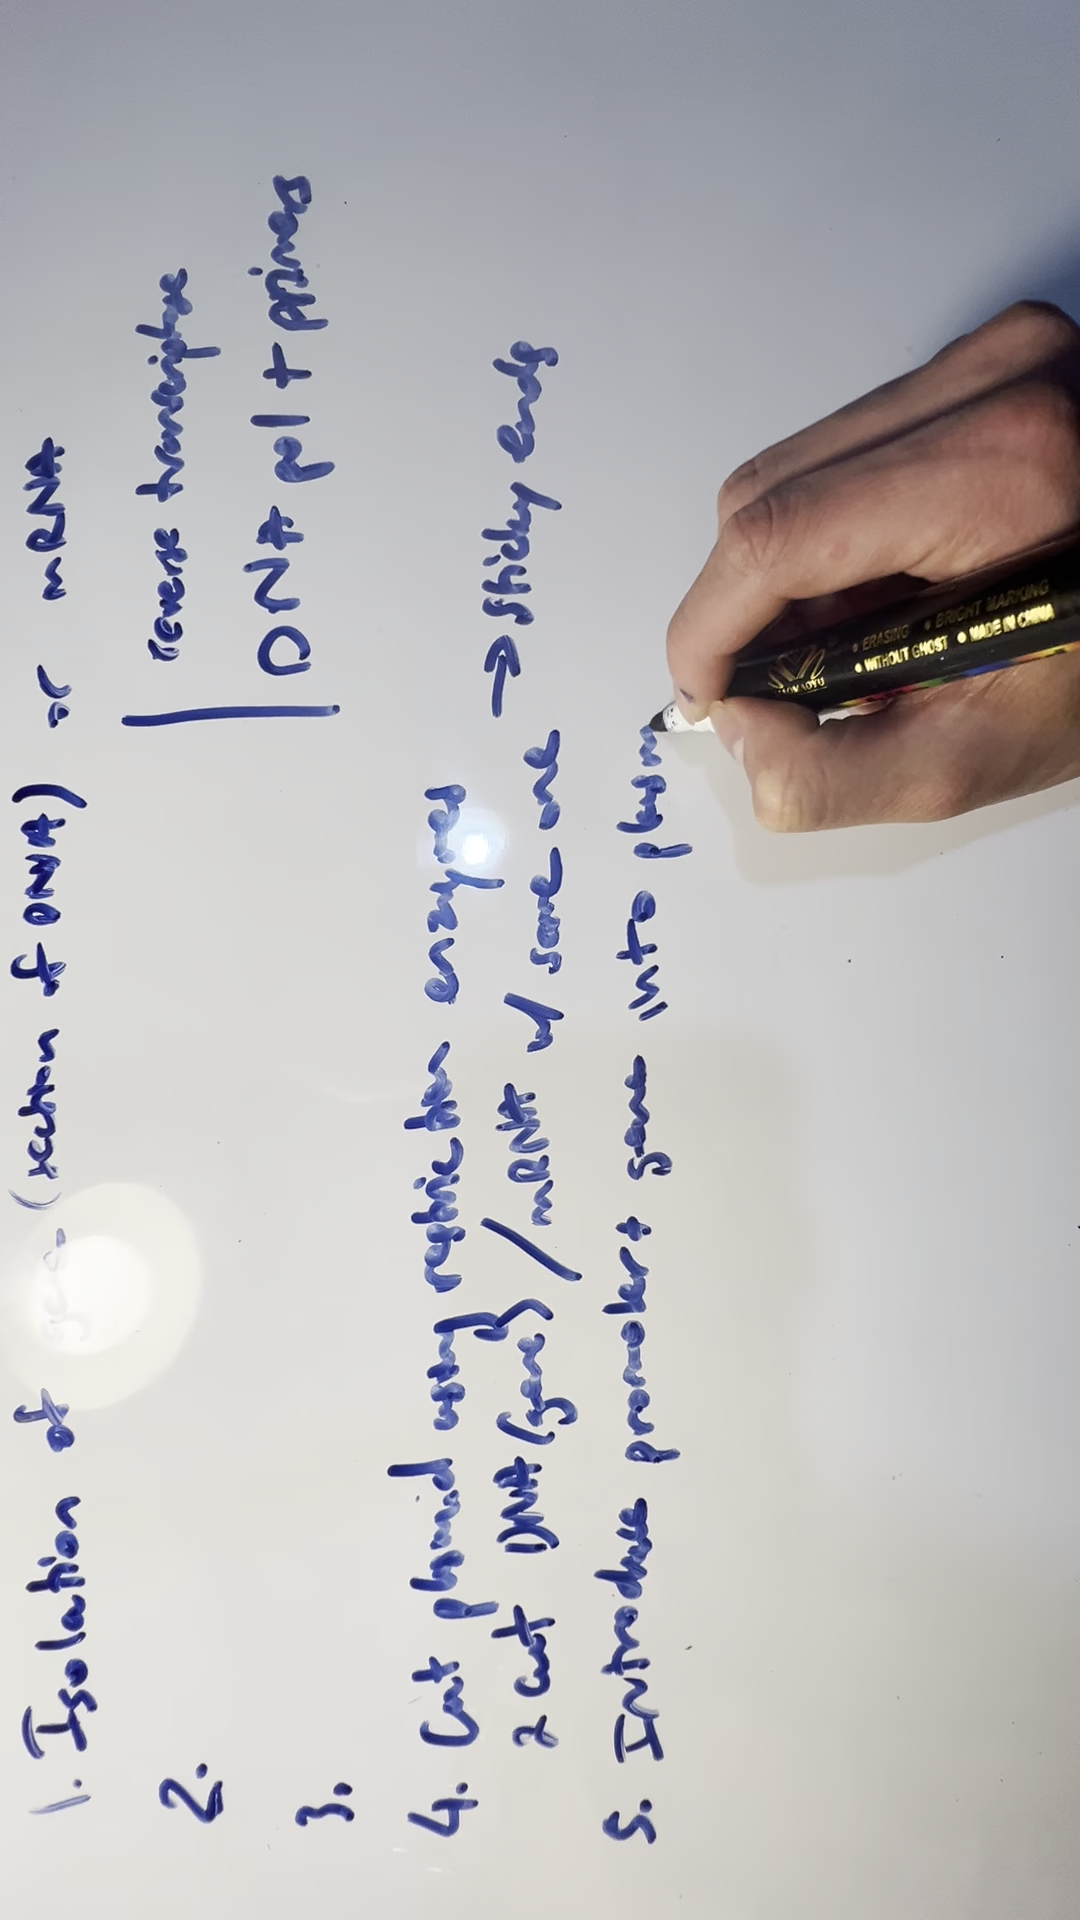 1. Isolation of gene (section of DNA) or mRNA
2. reverse transcriptase
3. DNA pol + primers
4. Cut plasmid using restriction enzymes
& cut DNA (gene) / mRNA w/ same one → sticky ends
5. Introduce promoter + gene into plasm
• ERASING • BRIGHT MARKING
• WITHOUT GHOST • MADE IN CHINA